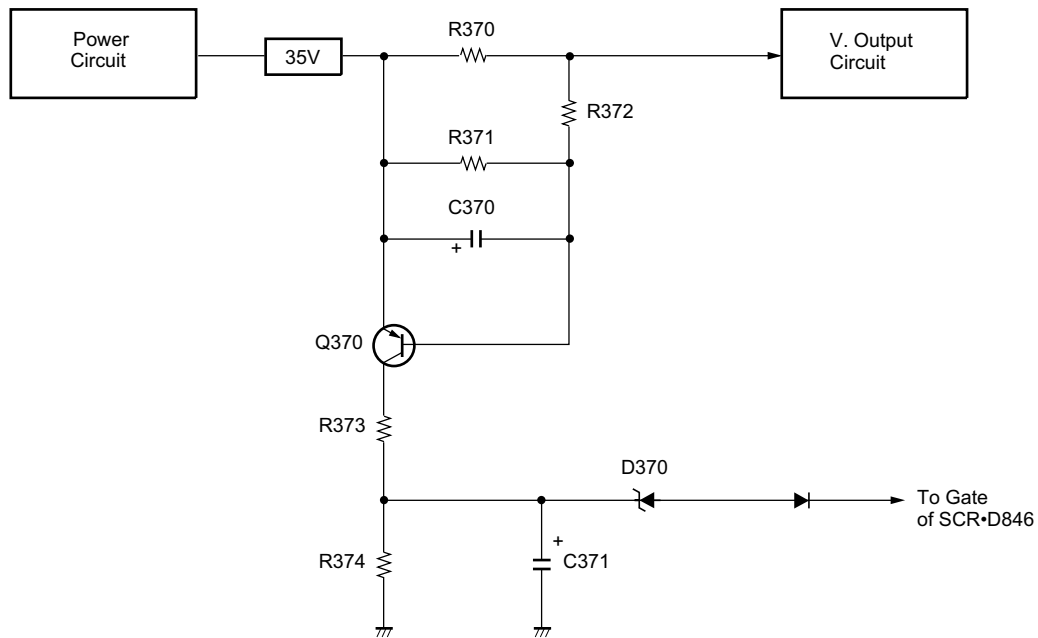 Power
Circuit
35V
R370
V. Output
Circuit
R372
R371
C370
+
Q370
R373
D370
To Gate
of SCR•D846
R374
+
C371